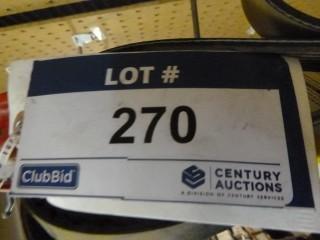 LOT #
270
ClubBid
CENTURY
AUCTIONS
A DIVISION OF CENTURY SERVICES